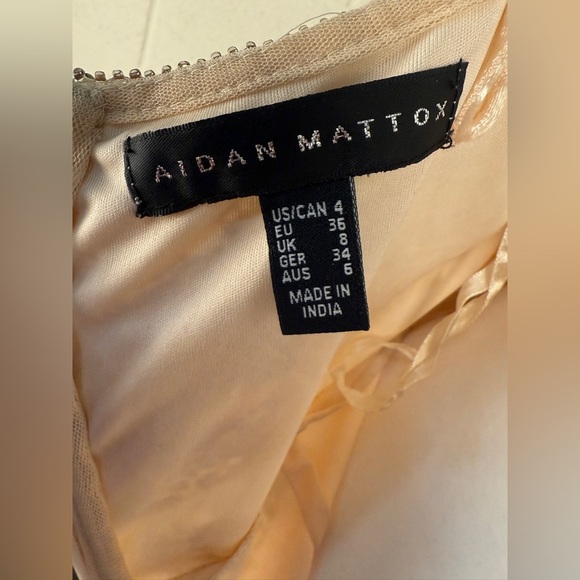 AIDAN MATTOX
US/CAN 4
EU 36
UK 8
GER 34
AUS 6
MADE IN
INDIA